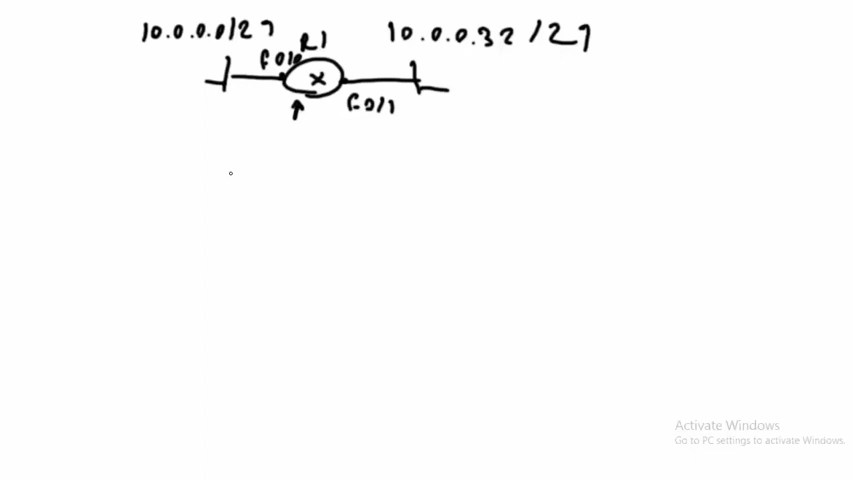 10.0.0.0/27
R1
10.0.0.32/27
F0/0
F0/1
Activate Windows
Go to PC settings to activate Windows.